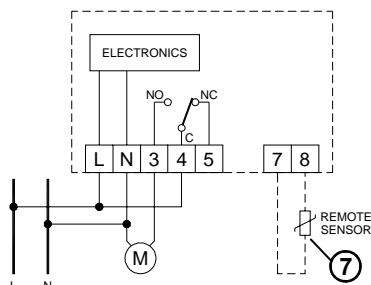 ELECTRONICS
NO NC
C
L N 3 4 5 7 8
REMOTE
SENSOR
M
7
L N